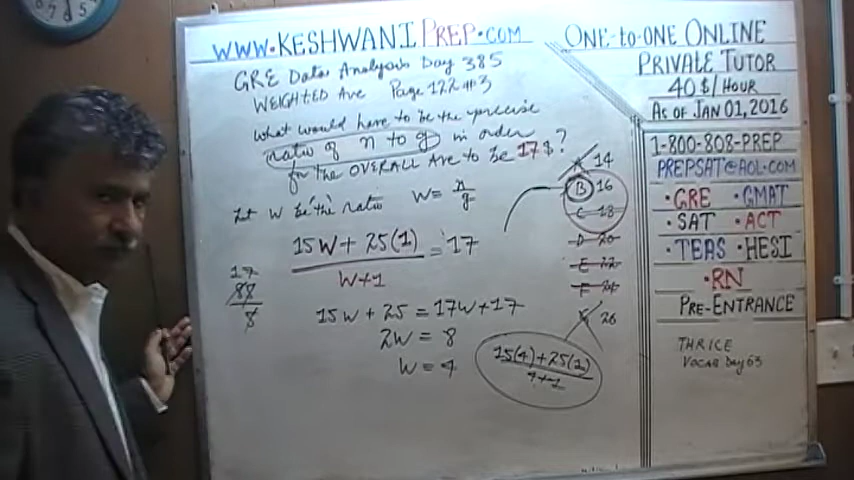 WWW.KESHWANIPREP.COM
GRE Data Analysis Day 385
WEIGHTED AVE Page 122 #3
What would have to be the precise
ratio of n to g in order
for the OVERALL AVE to be 17$?
Let W be the ratio W = n/g
15W + 25(1) / W+1 = 17
15W + 25 = 17W + 17
2W = 8
W = 4
17
88
8
A 14
B 16
C 18
D 20
E 22
F 24
26
15(4) + 25(1)
4+1
ONE-TO-ONE ONLINE
PRIVATE TUTOR
40 $/HOUR
AS OF JAN 01, 2016
1-800-808-PREP
PREPSAT@AOL.COM
•GRE •GMAT
•SAT •ACT
•TEAS •HESI
•RN
PRE-ENTRANCE
THRICE
VOCAB Day 63